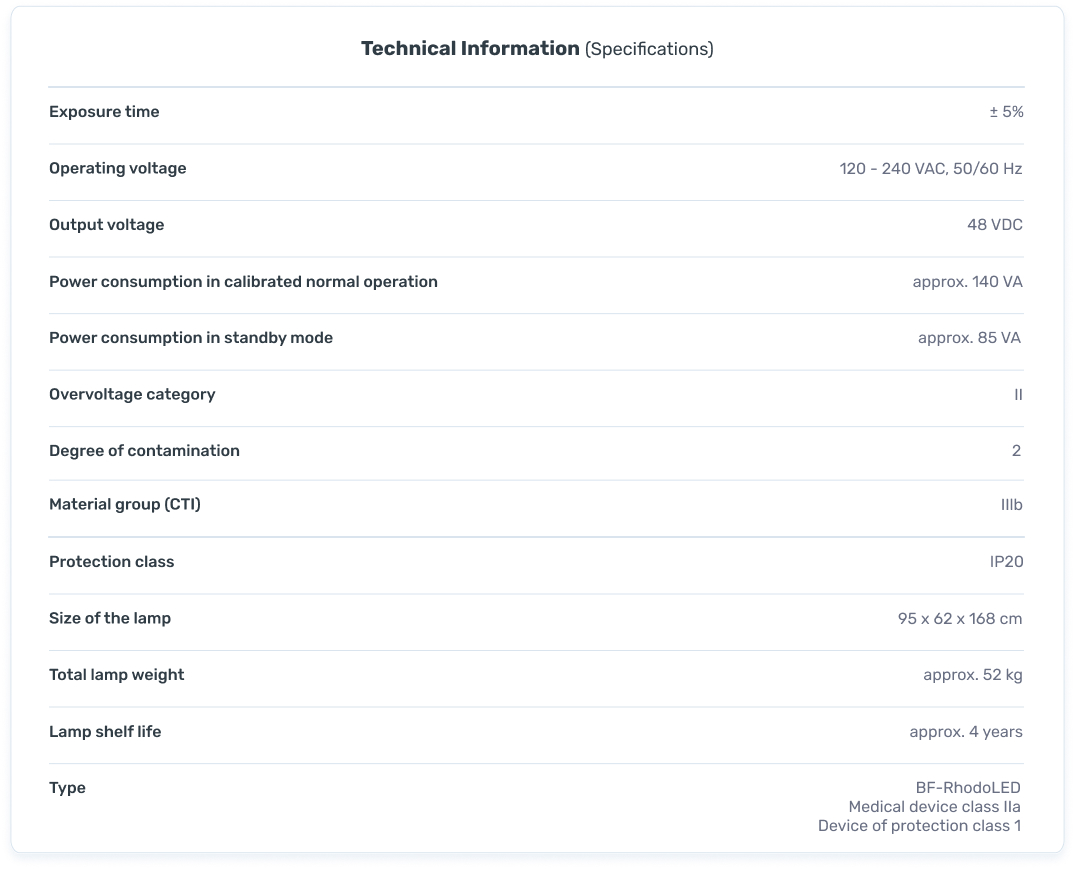 Technical Information (Specifications)
Exposure time ± 5%
Operating voltage 120 - 240 VAC, 50/60 Hz
Output voltage 48 VDC
Power consumption in calibrated normal operation approx. 140 VA
Power consumption in standby mode approx. 85 VA
Overvoltage category II
Degree of contamination 2
Material group (CTI) IIIb
Protection class IP20
Size of the lamp 95 x 62 x 168 cm
Total lamp weight approx. 52 kg
Lamp shelf life approx. 4 years
Type BF-RhodoLED
Medical device class IIa
Device of protection class 1